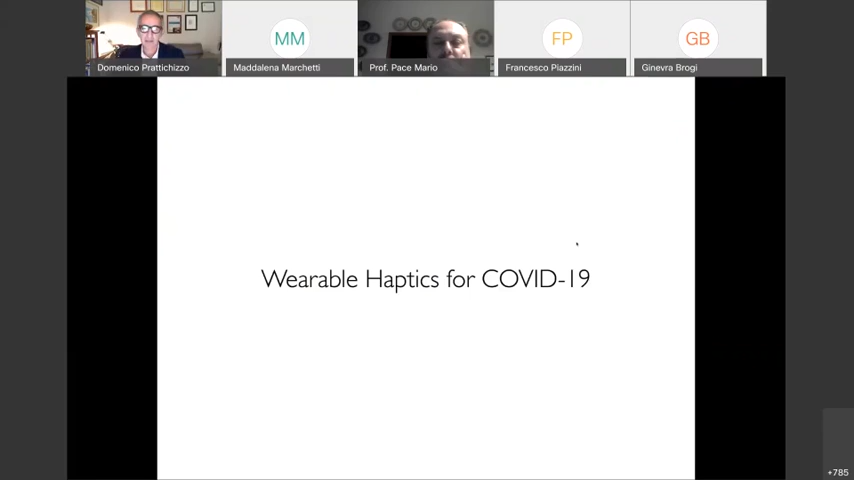 MM
FP
GB
Domenico Prattichizzo
Maddalena Marchetti
Prof. Pace Mario
Francesco Piazzini
Ginevra Brogi
Wearable Haptics for COVID-19
+785